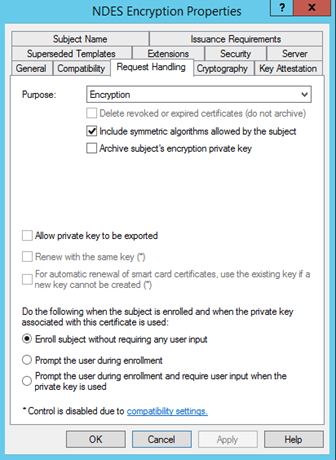 NDES Encryption Properties
?
x
Subject Name
Issuance Requirements
Superseded Templates
Extensions
Security
Server
General
Compatibility
Request Handling
Cryptography
Key Attestation
Purpose:
Encryption
Delete revoked or expired certificates (do not archive)
Include symmetric algorithms allowed by the subject
Archive subject's encryption private key
Allow private key to be exported
Renew with the same key (*)
For automatic renewal of smart card certificates, use the existing key if a
new key cannot be created (*)
Do the following when the subject is enrolled and when the private key
associated with this certificate is used:
Enroll subject without requiring any user input
Prompt the user during enrollment
Prompt the user during enrollment and require user input when the
private key is used
* Control is disabled due to compatibility settings.
OK
Cancel
Apply
Help